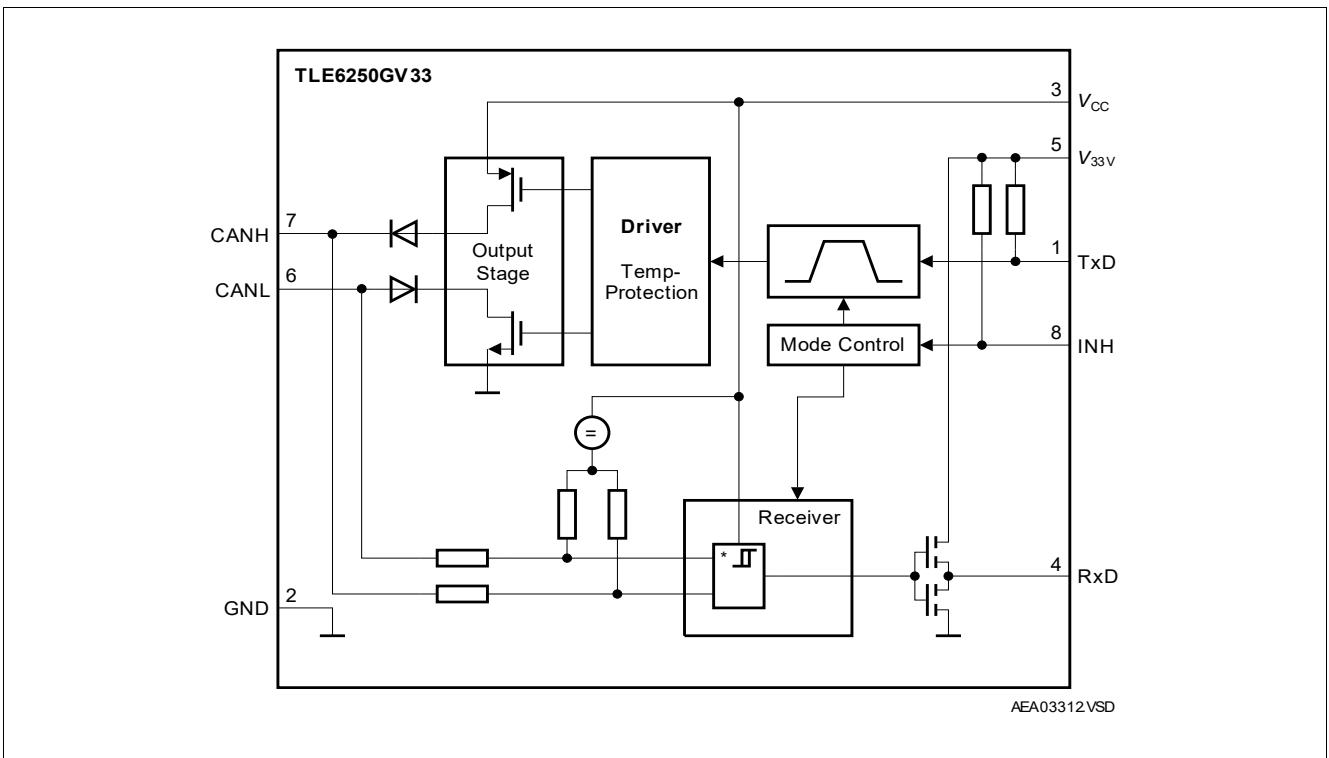 TLE6250GV33
3
VCC
5
V33V
7
CANH
Output
Stage
Driver
Temp-
Protection
1
TxD
6
CANL
Mode Control
8
INH
=
Receiver
*
4
RxD
2
GND
AEA03312.VSD